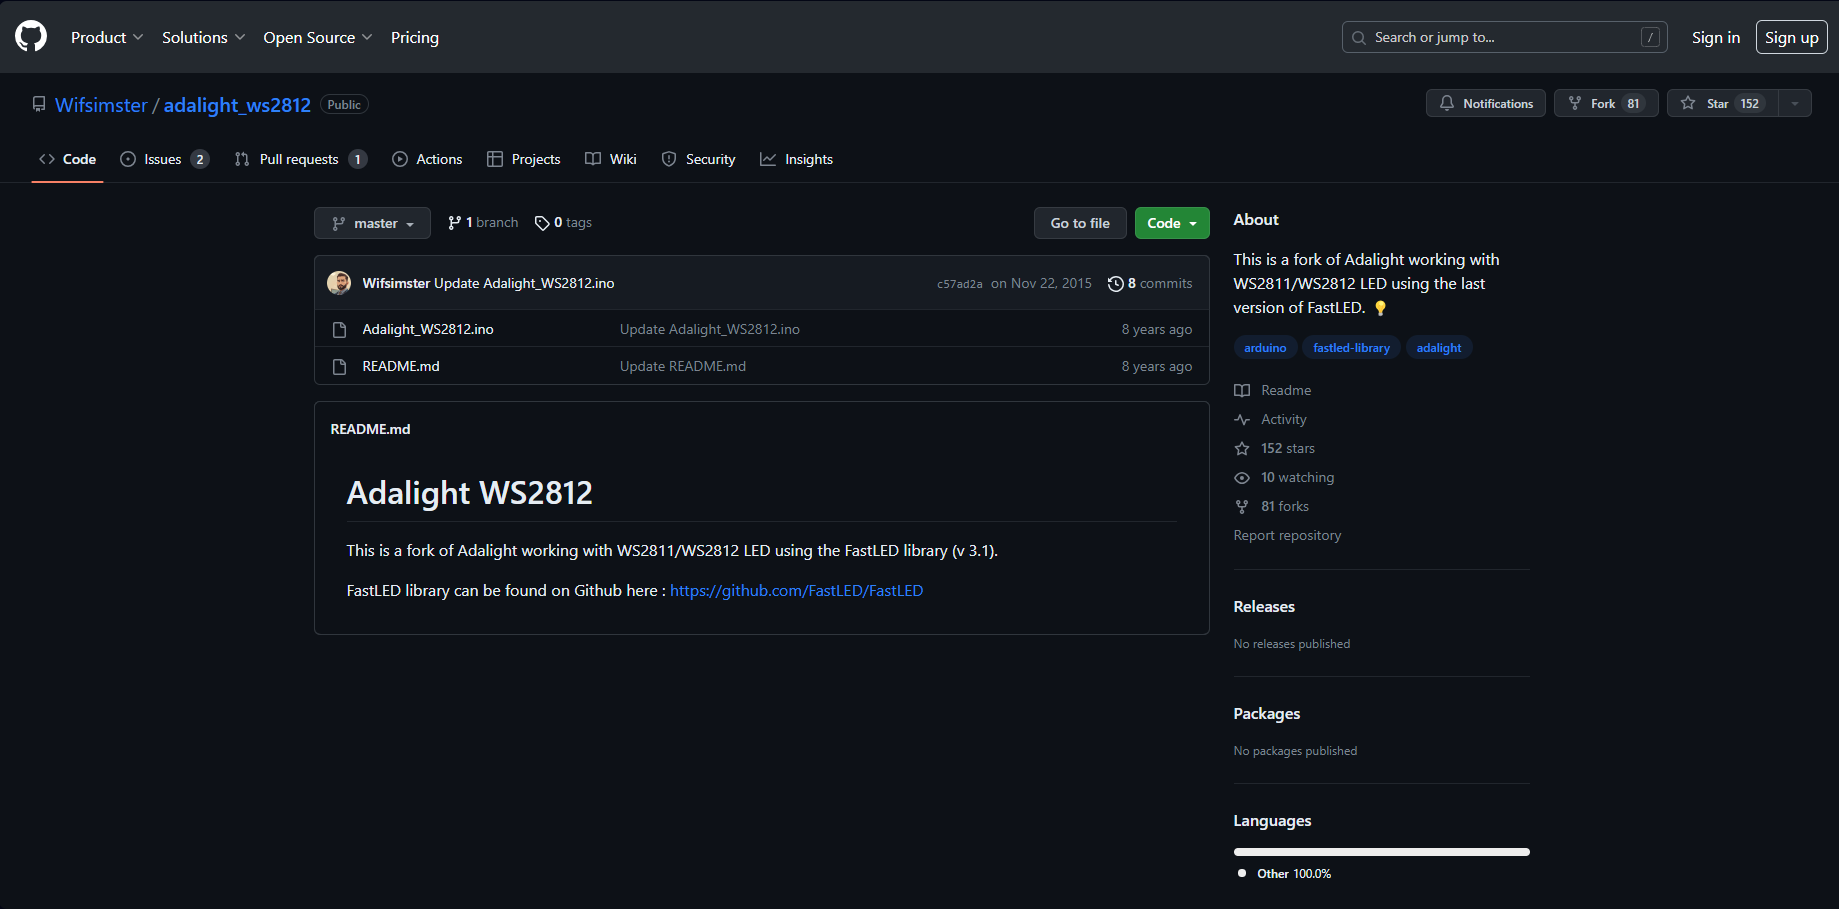 Product Solutions Open Source Pricing Search or jump to... / Sign in Sign up
Wifsimster / adalight_ws2812 Public Notifications Fork 81 Star 152
Code Issues 2 Pull requests 1 Actions Projects Wiki Security Insights
master 1 branch 0 tags Go to file Code
Wifsimster Update Adalight_WS2812.ino c57ad2a on Nov 22, 2015 8 commits
Adalight_WS2812.ino Update Adalight_WS2812.ino 8 years ago
README.md Update README.md 8 years ago
README.md
Adalight WS2812
This is a fork of Adalight working with WS2811/WS2812 LED using the FastLED library (v 3.1).
FastLED library can be found on Github here : https://github.com/FastLED/FastLED
About
This is a fork of Adalight working with
WS2811/WS2812 LED using the last
version of FastLED. 💡
arduino fastled-library adalight
Readme
Activity
152 stars
10 watching
81 forks
Report repository
Releases
No releases published
Packages
No packages published
Languages
Other 100.0%